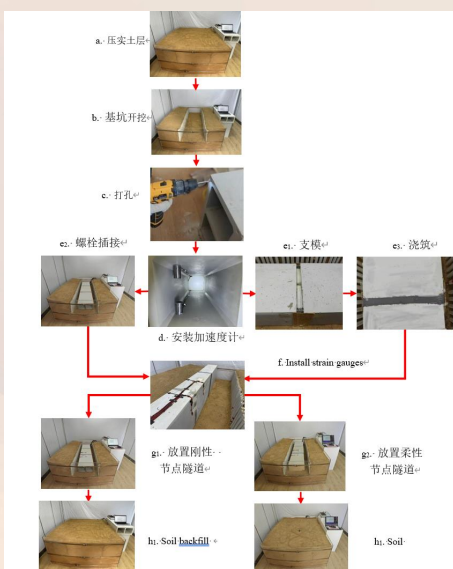 a. 压实土层
b. 基坑开挖
c. 打孔
e₂. 螺栓插接
e₁. 支模
e₃. 浇筑
d. 安装加速度计
f. Install strain gauges
g₁. 放置刚性
节点隧道
g₂. 放置柔性
节点隧道
h₁. Soil backfill
h₁. Soil